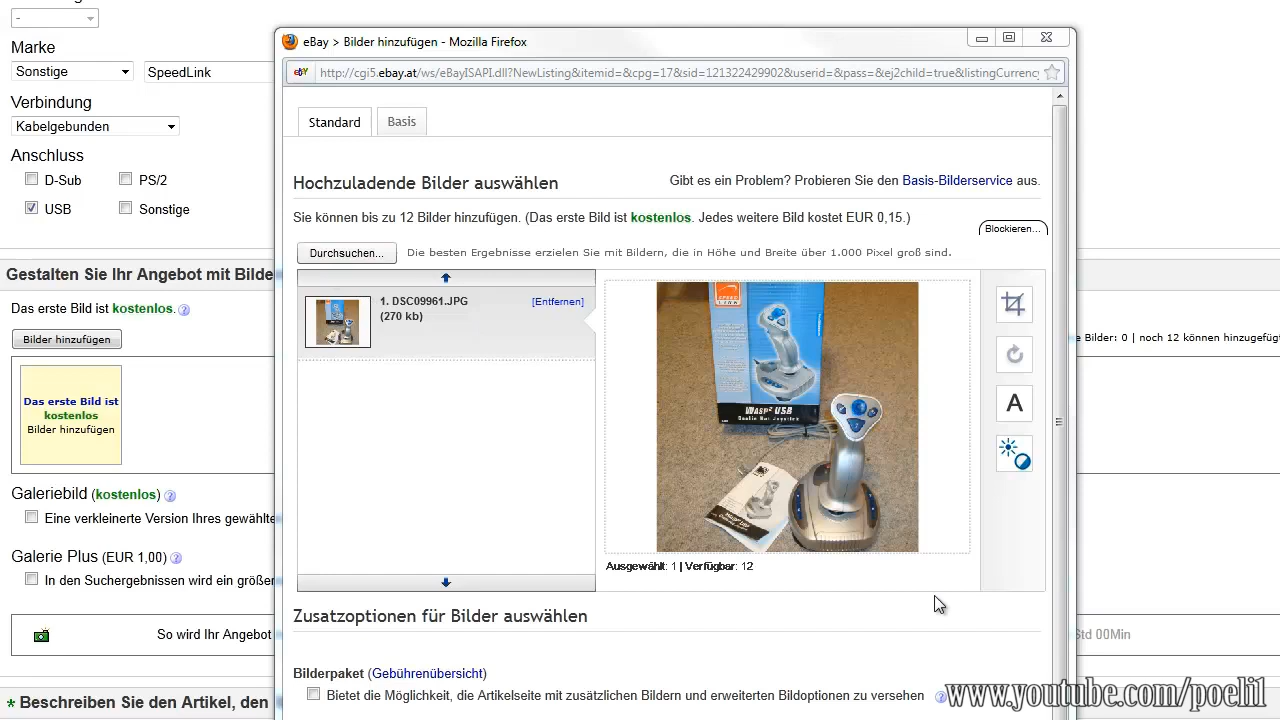 -
Marke
Sonstige
SpeedLink
Verbindung
Kabelgebunden
Anschluss
D-Sub
PS/2
USB
Sonstige
Gestalten Sie Ihr Angebot mit Bilde
Das erste Bild ist kostenlos.
Bilder hinzufügen
Das erste Bild ist
kostenlos
Bilder hinzufügen
Galeriebild (kostenlos)
Eine verkleinerte Version Ihres gewählte
Galerie Plus (EUR 1,00)
In den Suchergebnissen wird ein größer
So wird Ihr Angebot
* Beschreiben Sie den Artikel, den
eBay > Bilder hinzufügen - Mozilla Firefox
http://cgi5.ebay.at/ws/eBayISAPI.dll?NewListing&itemid=&cpg=17&sid=121322429902&userid=&pass=&ej2child=true&listingCurrency
Standard
Basis
Hochzuladende Bilder auswählen
Gibt es ein Problem? Probieren Sie den Basis-Bilderservice aus.
Sie können bis zu 12 Bilder hinzufügen. (Das erste Bild ist kostenlos. Jedes weitere Bild kostet EUR 0,15.)
Blockieren...
Durchsuchen...
Die besten Ergebnisse erzielen Sie mit Bildern, die in Höhe und Breite über 1.000 Pixel groß sind.
1. DSC09961.JPG
(270 kb)
[Entfernen]
SPEED
LINK
WASP² USB
A
Ausgewählt: 1 | Verfügbar: 12
Zusatzoptionen für Bilder auswählen
Bilderpaket (Gebührenübersicht)
Bietet die Möglichkeit, die Artikelseite mit zusätzlichen Bildern und erweiterten Bildoptionen zu versehen
e Bilder: 0 | noch 12 können hinzugefügt
Std 00Min
www.youtube.com/poelil